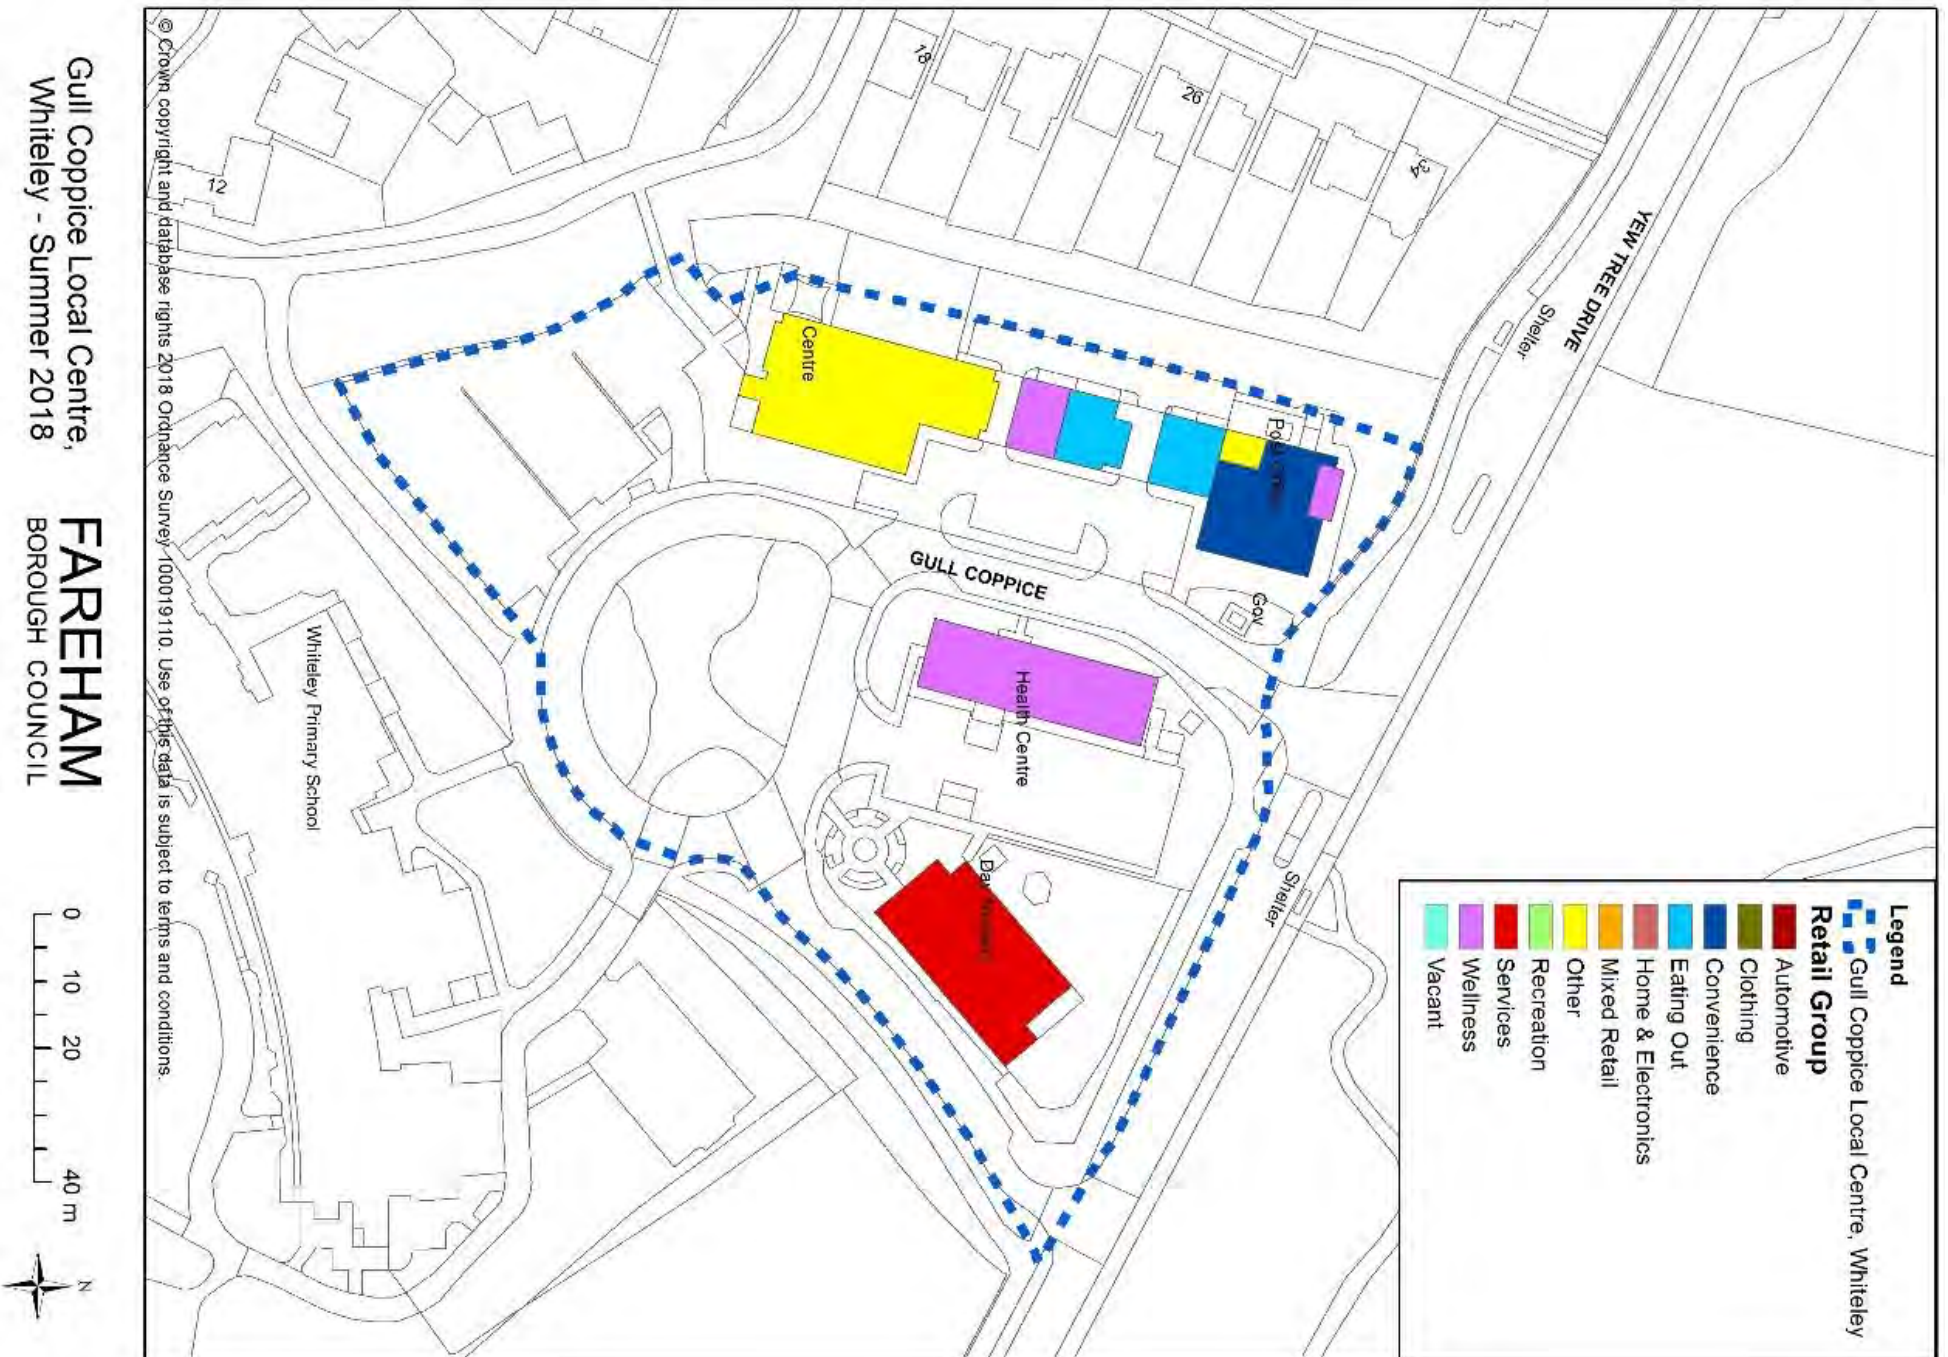 Legend
Gull Coppice Local Centre, Whiteley
Retail Group
Automotive
Clothing
Convenience
Eating Out
Home & Electronics
Mixed Retail
Other
Recreation
Services
Wellness
Vacant
YEW TREE DRIVE
Shelter
Shelter
34
26
18
12
Centre
Gov
GULL COPPICE
Health Centre
Whiteley Primary School
© Crown copyright and database rights 2018 Ordnance Survey 100019110. Use of this data is subject to terms and conditions.
Gull Coppice Local Centre,
Whiteley - Summer 2018
FAREHAM
BOROUGH COUNCIL
0 10 20 40 m
N